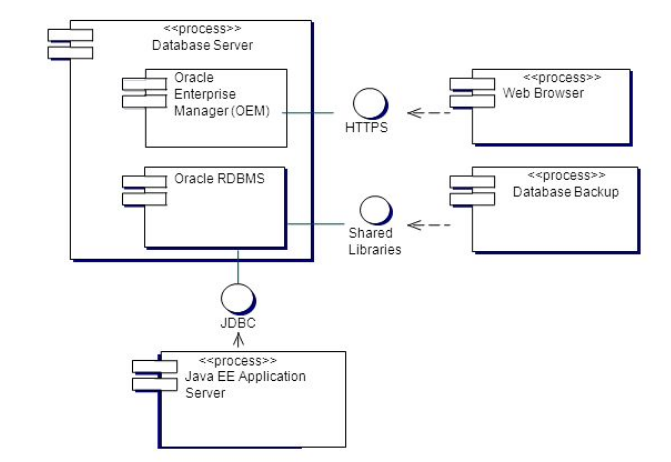 <<process>>
Database Server
Oracle
Enterprise
Manager (OEM)
HTTPS
<<process>>
Web Browser
Oracle RDBMS
Shared
Libraries
<<process>>
Database Backup
JDBC
<<process>>
Java EE Application
Server